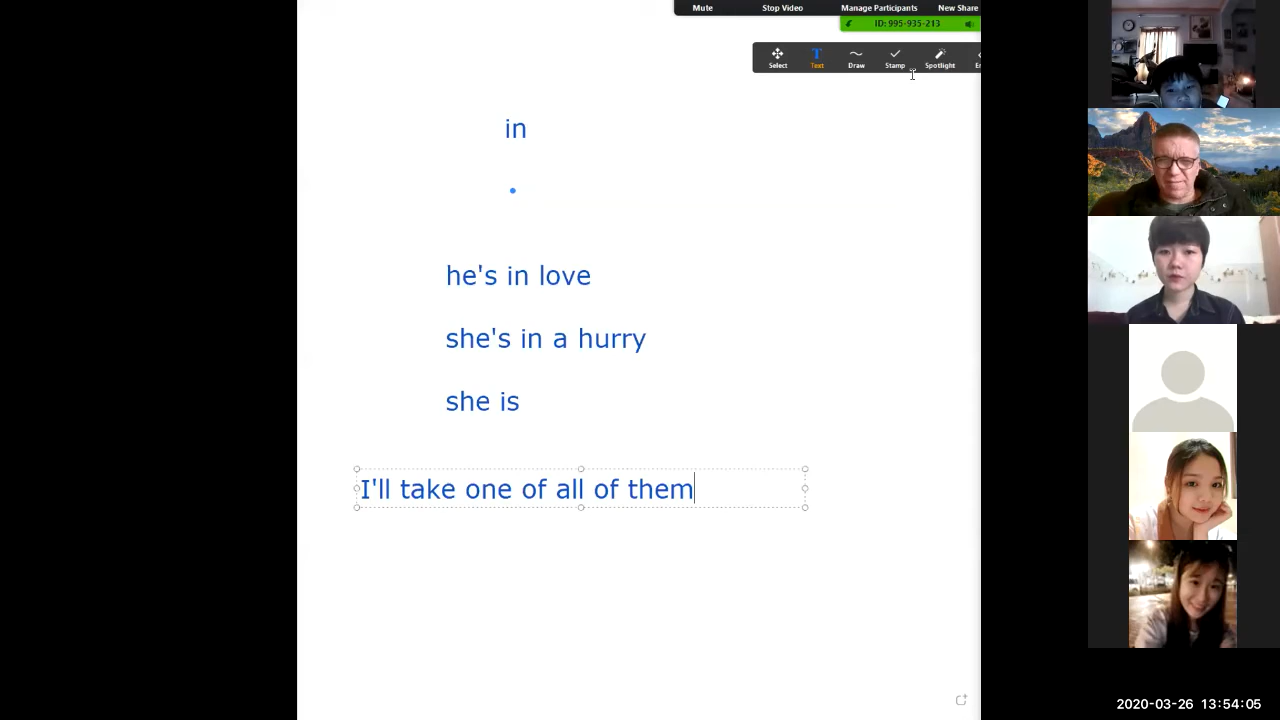 Mute Stop Video Manage Participants New Share
ID: 995-935-213
Select Text Draw Stamp Spotlight
in
he's in love
she's in a hurry
she is
I'll take one of all of them
2020-03-26 13:54:05